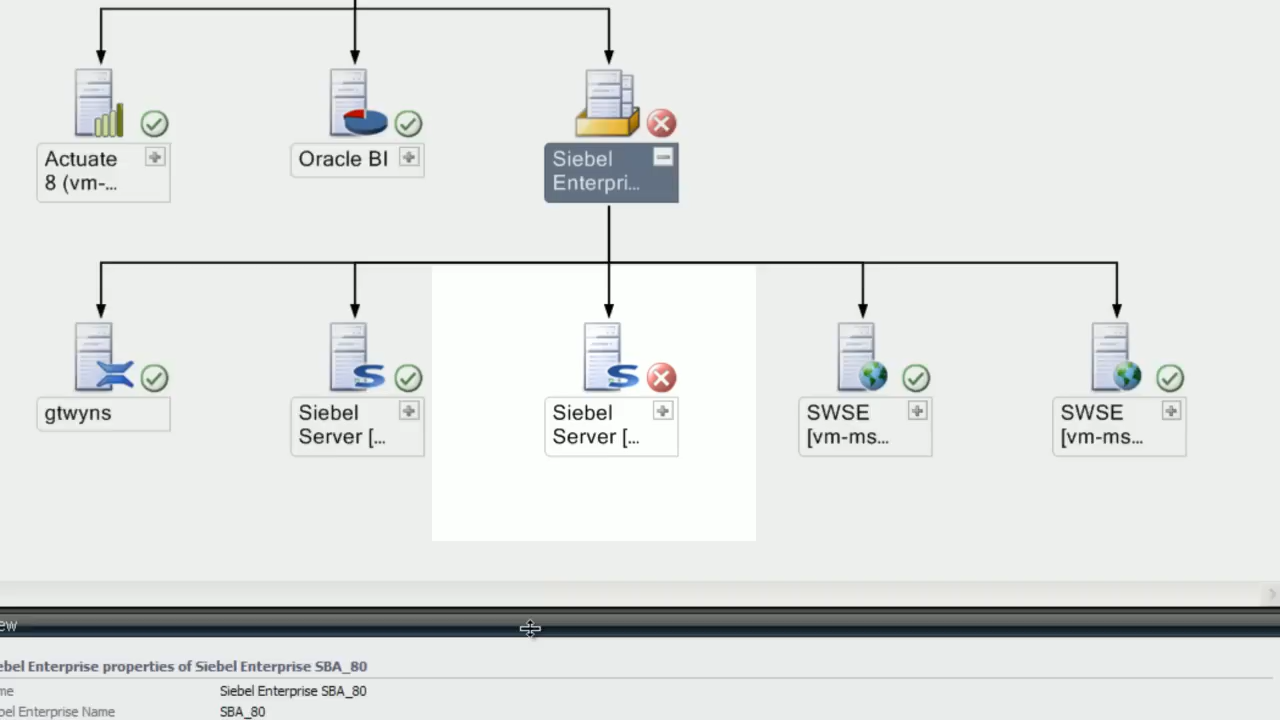 Actuate
8 (vm-...
Oracle BI
Siebel
Enterpri...
gtwyns
Siebel
Server [...
Siebel
Server [...
SWSE
[vm-ms...
SWSE
[vm-ms...
ew
ebel Enterprise properties of Siebel Enterprise SBA_80
me Siebel Enterprise SBA_80
bel Enterprise Name SBA_80